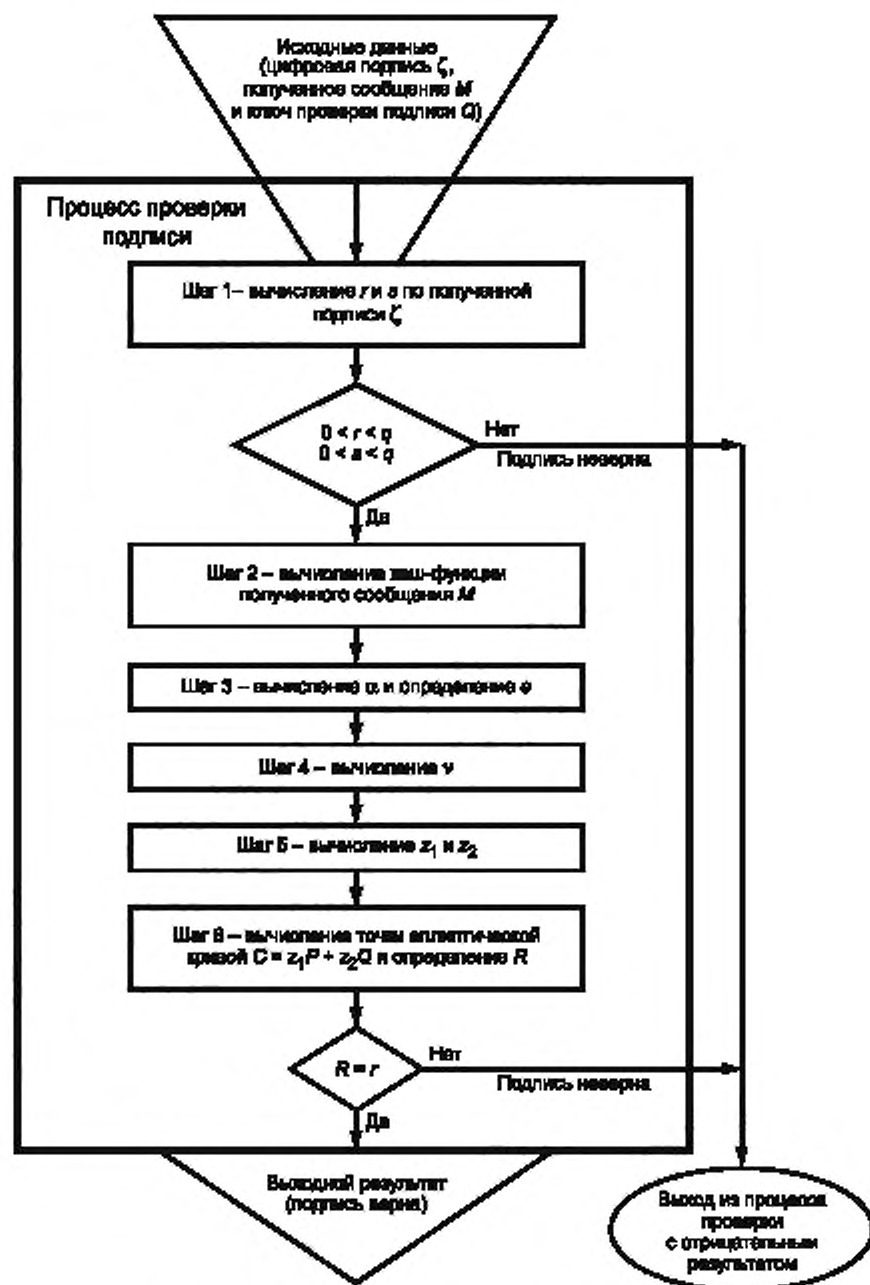 Исходные данные
(цифровая подпись ζ,
полученное сообщение M
и ключ проверки подписи Q)
Процесс проверки
подписи
Шаг 1 – вычисление r и s по полученной
подписи ζ
0 < r < q
0 < s < q
Нет
Подпись неверна
Да
Шаг 2 – вычисление хеш-функции
полученного сообщения M
Шаг 3 – вычисление α и определение e
Шаг 4 – вычисление v
Шаг 5 – вычисление z₁ и z₂
Шаг 6 – вычисление точки эллиптической
кривой C = z₁P + z₂Q и определение R
R = r
Нет
Подпись неверна
Да
Выходной результат
(подпись верна)
Выход из процесса
проверки
с отрицательным
результатом